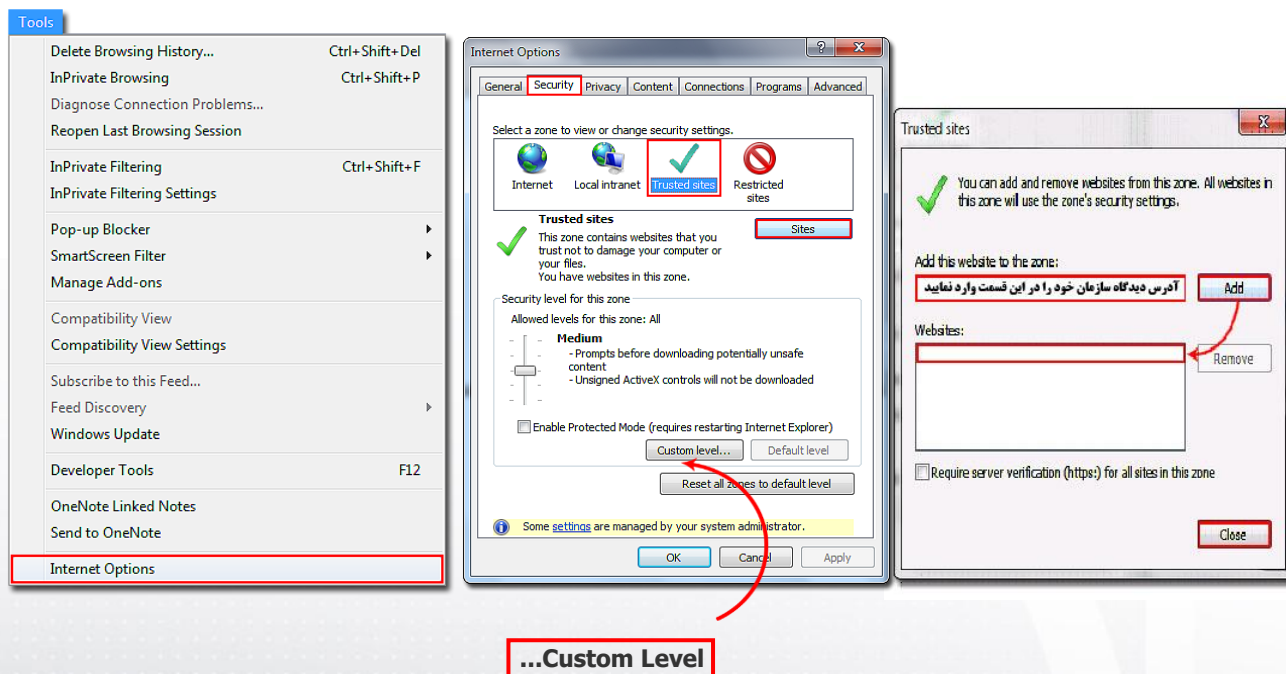 Tools
Delete Browsing History... Ctrl+Shift+Del
InPrivate Browsing Ctrl+Shift+P
Diagnose Connection Problems...
Reopen Last Browsing Session
InPrivate Filtering Ctrl+Shift+F
InPrivate Filtering Settings
Pop-up Blocker
SmartScreen Filter
Manage Add-ons
Compatibility View
Compatibility View Settings
Subscribe to this Feed...
Feed Discovery
Windows Update
Developer Tools F12
OneNote Linked Notes
Send to OneNote
Internet Options
Internet Options
General Security Privacy Content Connections Programs Advanced
Select a zone to view or change security settings.
Internet Local intranet Trusted sites Restricted
sites
Trusted sites
Sites
This zone contains websites that you
trust not to damage your computer or
your files.
You have websites in this zone.
Security level for this zone
Allowed levels for this zone: All
Medium
- Prompts before downloading potentially unsafe
content
- Unsigned ActiveX controls will not be downloaded
Enable Protected Mode (requires restarting Internet Explorer)
Custom level... Default level
Reset all zones to default level
Some settings are managed by your system administrator.
OK Cancel Apply
Trusted sites
You can add and remove websites from this zone. All websites in
this zone will use the zone's security settings.
Add this website to the zone:
آدرس دیدگاه سازمان خود را در این قسمت وارد نمایید
Add
Websites:
Remove
Require server verification (https:) for all sites in this zone
Close
...Custom Level